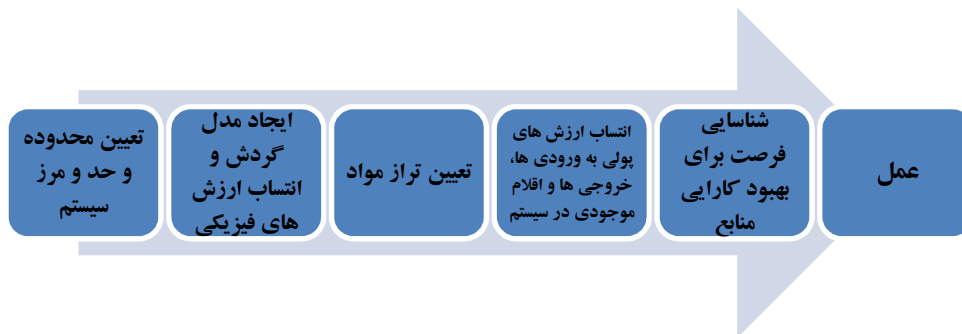 تعیین محدوده
و حد و مرز
سیستم
ایجاد مدل
گردش و
انتساب ارزش
های فیزیکی
تعیین تراز مواد
انتساب ارزش های
پولی به ورودی ها،
خروجی ها و اقلام
موجودی در سیستم
شناسایی
فرصت برای
بهبود کارایی
منابع
عمل